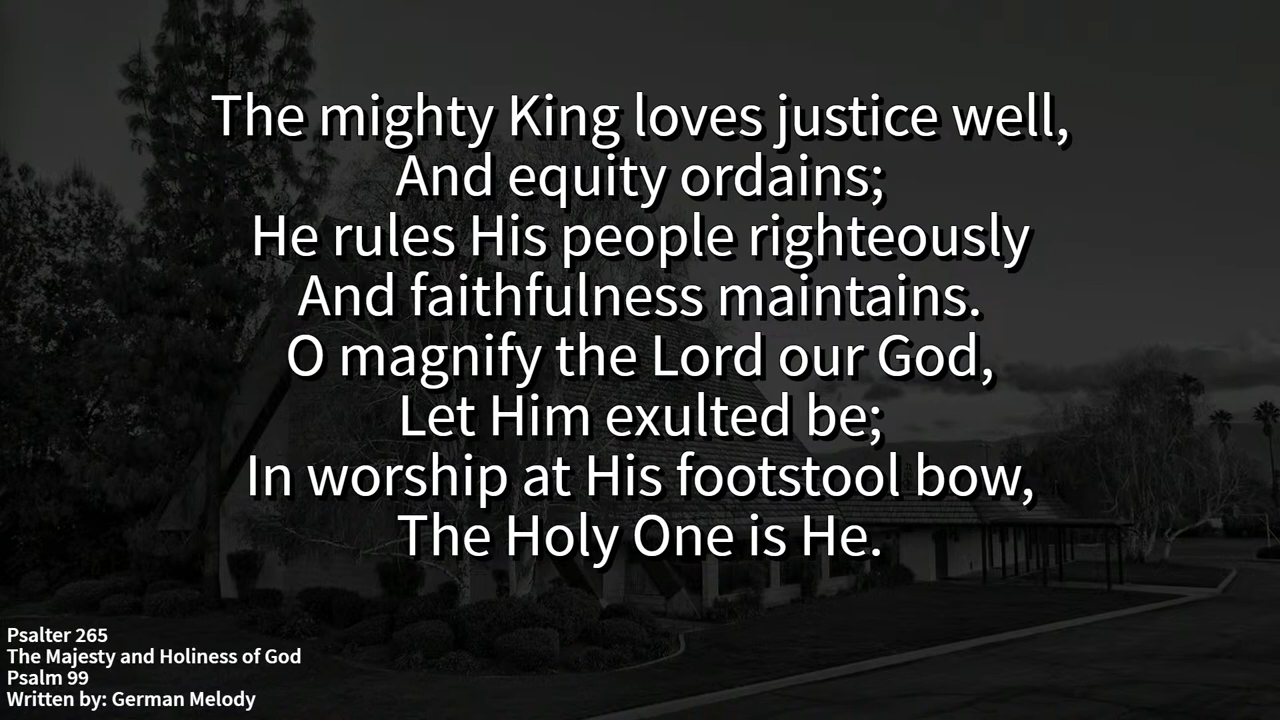 The mighty King loves justice well,
And equity ordains;
He rules His people righteously
And faithfulness maintains.
O magnify the Lord our God,
Let Him exulted be;
In worship at His footstool bow,
The Holy One is He.
Psalter 265
The Majesty and Holiness of God
Psalm 99
Written by: German Melody